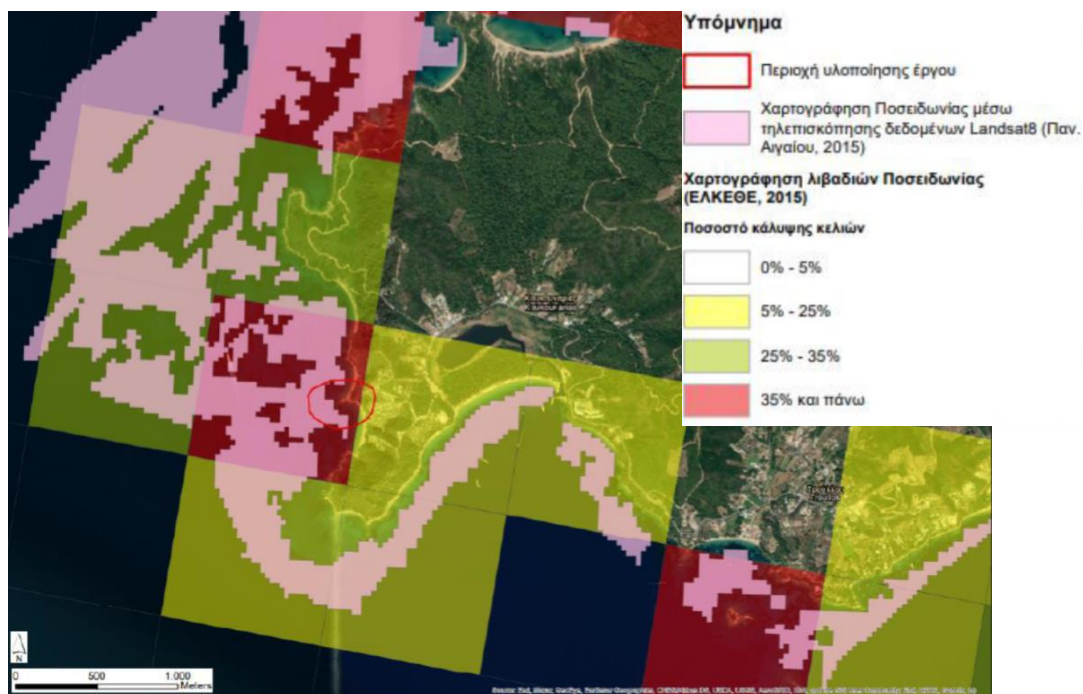 Υπόμνημα
Περιοχή υλοποίησης έργου
Χαρτογράφηση Ποσειδωνίας μέσω
τηλεπισκόπησης δεδομένων Landsat8 (Παν.
Αιγαίου, 2015)
Χαρτογράφηση λιβαδιών Ποσειδωνίας
(ΕΛΚΕΘΕ, 2015)
Ποσοστό κάλυψης κελιών
0% - 5%
5% - 25%
25% - 35%
35% και πάνω
N
0 500 1.000
Meters